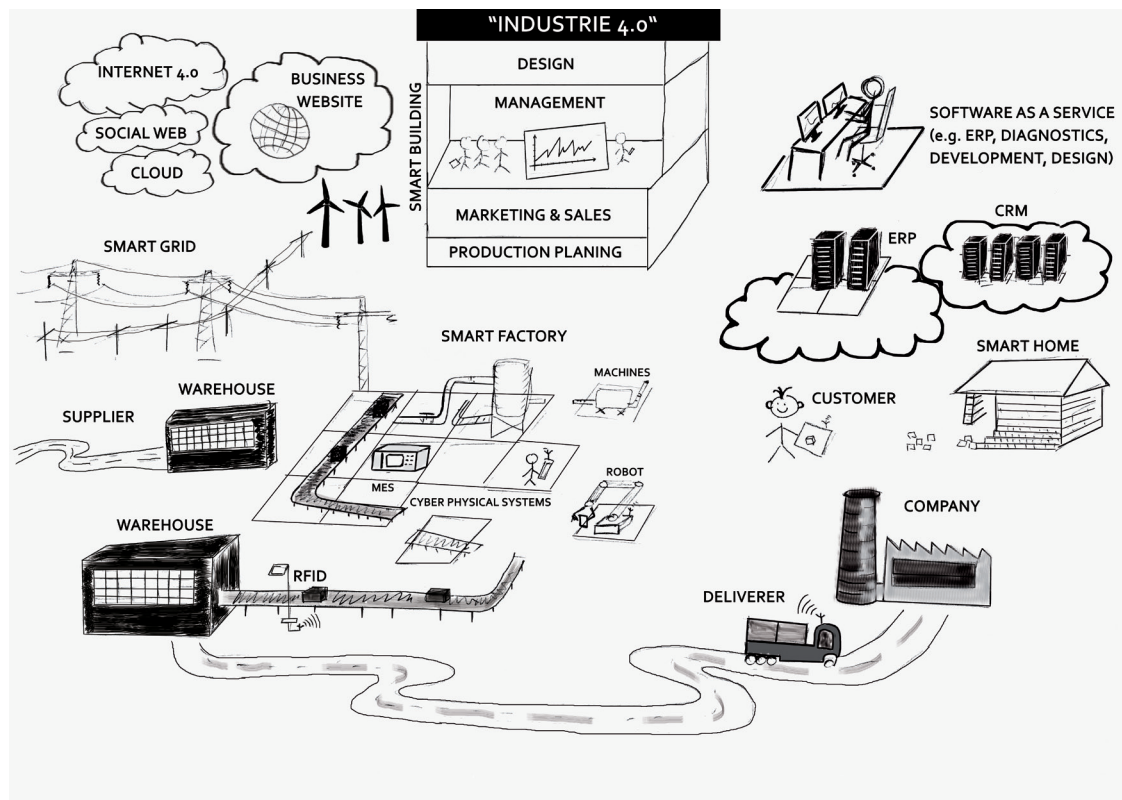 "INDUSTRIE 4.0"
INTERNET 4.0
SOCIAL WEB
CLOUD
BUSINESS
WEBSITE
SMART BUILDING
DESIGN
MANAGEMENT
MARKETING & SALES
PRODUCTION PLANING
SOFTWARE AS A SERVICE
(e.g. ERP, DIAGNOSTICS,
DEVELOPMENT, DESIGN)
CRM
ERP
SMART GRID
SMART FACTORY
SMART HOME
MACHINES
WAREHOUSE
CUSTOMER
SUPPLIER
MES
ROBOT
CYBER PHYSICAL SYSTEMS
COMPANY
WAREHOUSE
RFID
DELIVERER